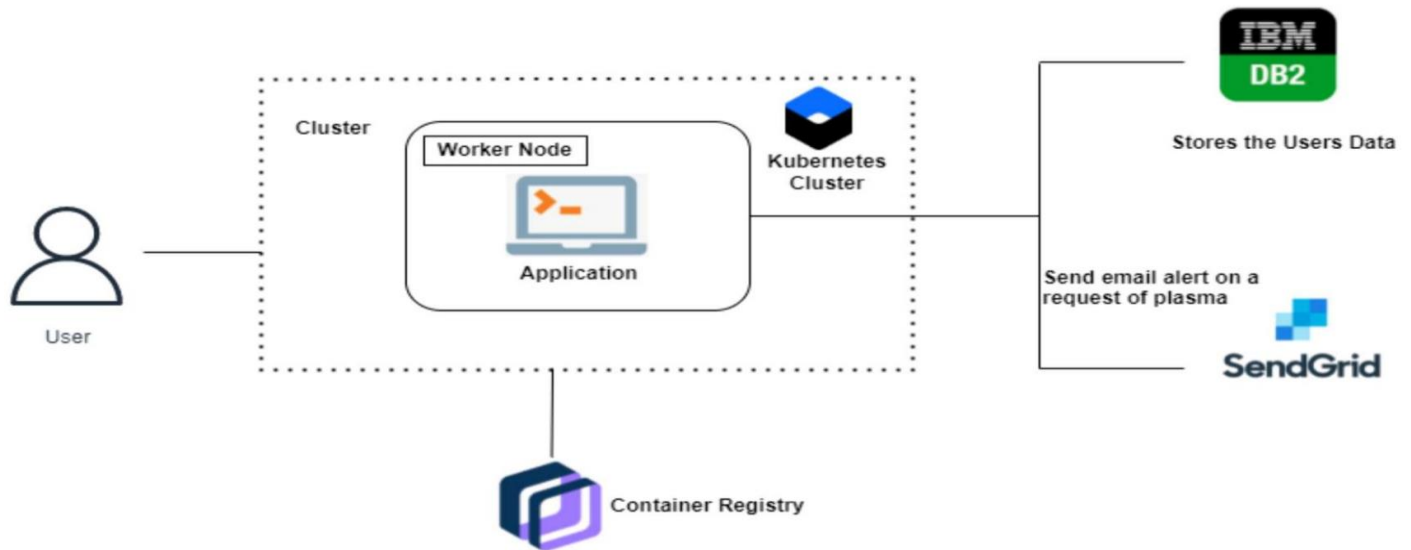 IBM
DB2
Stores the Users Data
Cluster
Worker Node
Kubernetes
Cluster
Application
User
Send email alert on a
request of plasma
SendGrid
Container Registry